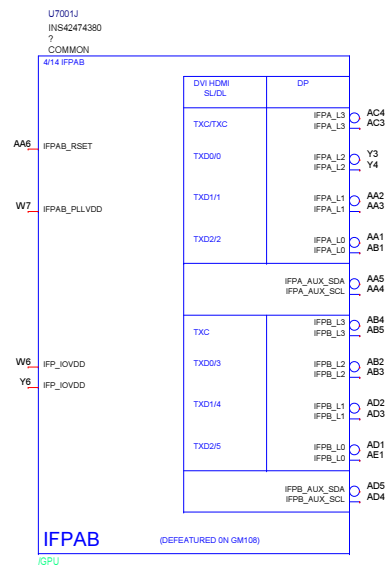 U7001J
INS42474380
?
COMMON
4/14 IFPAB
DVI HDMI
SL/DL
DP
TXC/TXC
IFPA_L3 AC4
IFPA_L3 AC3
AA6 IFPAB_RSET
TXD0/0
IFPA_L2 Y3
IFPA_L2 Y4
W7 IFPAB_PLLVDD
TXD1/1
IFPA_L1 AA2
IFPA_L1 AA3
TXD2/2
IFPA_L0 AA1
IFPA_L0 AB1
IFPA_AUX_SDA AA5
IFPA_AUX_SCL AA4
TXC
IFPB_L3 AB4
IFPB_L3 AB5
W6 IFP_IOVDD
TXD0/3
IFPB_L2 AB2
IFPB_L2 AB3
Y6 IFP_IOVDD
TXD1/4
IFPB_L1 AD2
IFPB_L1 AD3
TXD2/5
IFPB_L0 AD1
IFPB_L0 AE1
IFPB_AUX_SDA AD5
IFPB_AUX_SCL AD4
IFPAB
(DEFEATURED 0N GM108)
/GPU